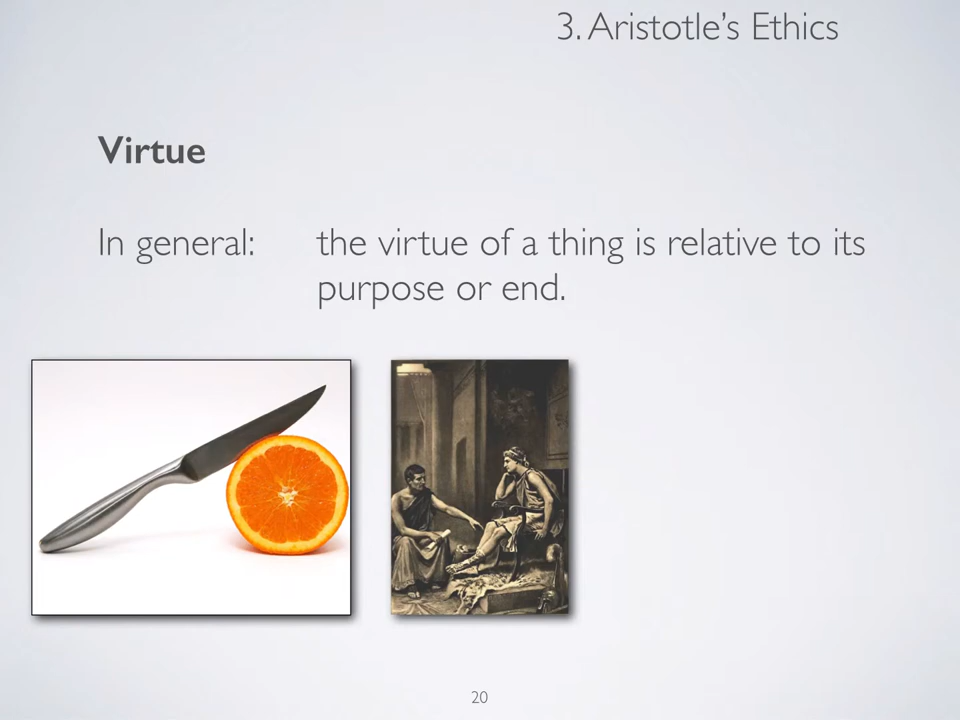 3. Aristotle's Ethics
Virtue
In general: the virtue of a thing is relative to its
purpose or end.
20